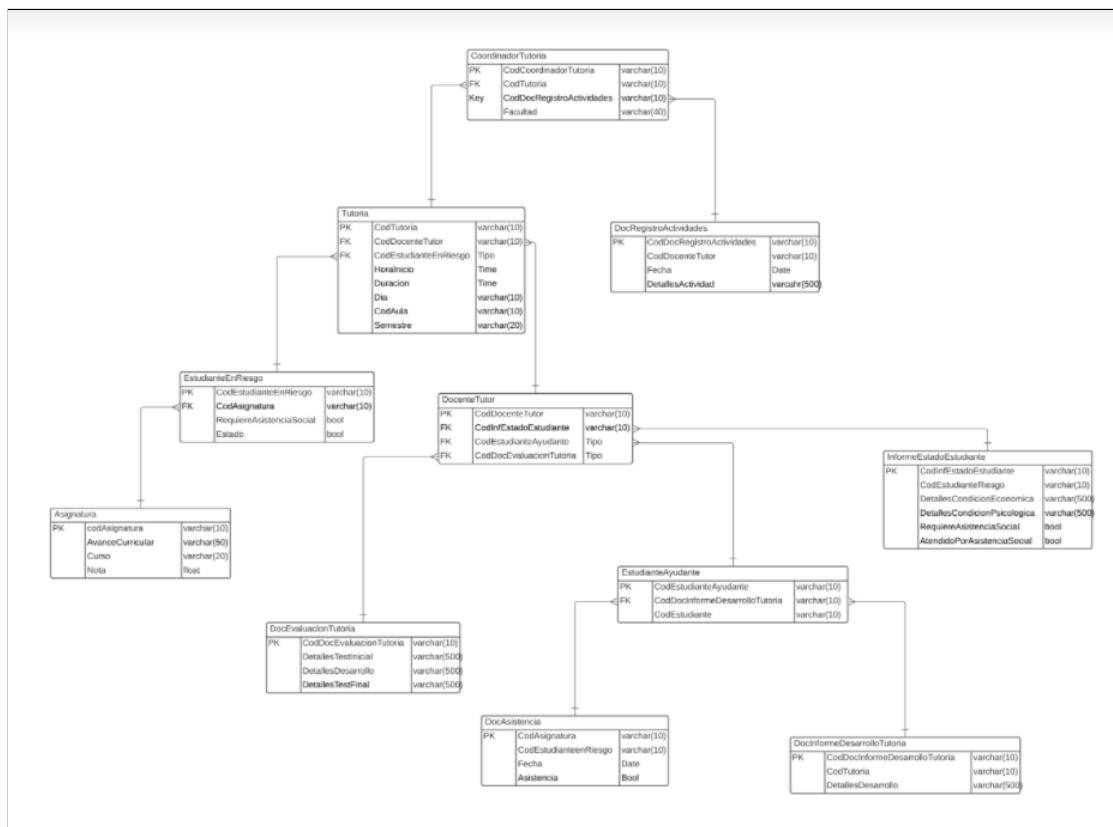 CoordinadorTutoria
PK CodCoordinadorTutoria varchar(10)
FK CodTutoria varchar(10)
Key CodDocRegistroActividades varchar(10)
Facultad varchar(40)
Tutoria
PK CodTutoria varchar(10)
FK CodDocenteTutor varchar(10)
FK CodEstudianteEnRiesgo Tipo
HoraInicio Time
Duracion Time
Dia varchar(10)
CodAula varchar(10)
Semestre varchar(20)
DocRegistroActividades
PK CodDocRegistroActividades varchar(10)
CodDocenteTutor varchar(10)
Fecha Date
DetallesActividad varcahr(500)
EstudianteEnRiesgo
PK CodEstudianteEnRiesgo varchar(10)
FK CodAsignatura varchar(10)
RequiereAsistenciaSocial bool
Estado bool
DocenteTutor
PK CodDocenteTutor varchar(10)
FK CodInfEstadoEstudiante varchar(10)
FK CodEstudianteAyudante Tipo
FK CodDocEvaluacionTutoria Tipo
InformeEstadoEstudiante
PK CodInfEstadoEstudiante varchar(10)
CodEstudianteRiesgo varchar(10)
DetallesCondicionEconomica varchar(500)
DetallesCondicionPsicologica varchar(500)
RequiereAsistenciaSocial bool
AtendidoPorAsistenciaSocial bool
Asignatura
PK codAsignatura varchar(10)
AvanceCurricular varchar(50)
Curso varchar(20)
Nota float
EstudianteAyudante
PK CodEstudianteAyudante varchar(10)
FK CodDocInformeDesarrolloTutoria varchar(10)
CodEstudiante varchar(10)
DocEvaluacionTutoria
PK CodDocEvaluacionTutoria varchar(10)
DetallesTestInicial varchar(500)
DetallesDesarrollo varchar(500)
DetallesTestFinal varchar(500)
DocAsistencia
PK CodAsignatura varchar(10)
CodEstudianteenRiesgo varchar(10)
Fecha Date
Asistencia Bool
DocInformeDesarrolloTutoria
PK CodDocInformeDesarrolloTutoria varchar(10)
CodTutoria varchar(10)
DetallesDesarrollo varchar(500)